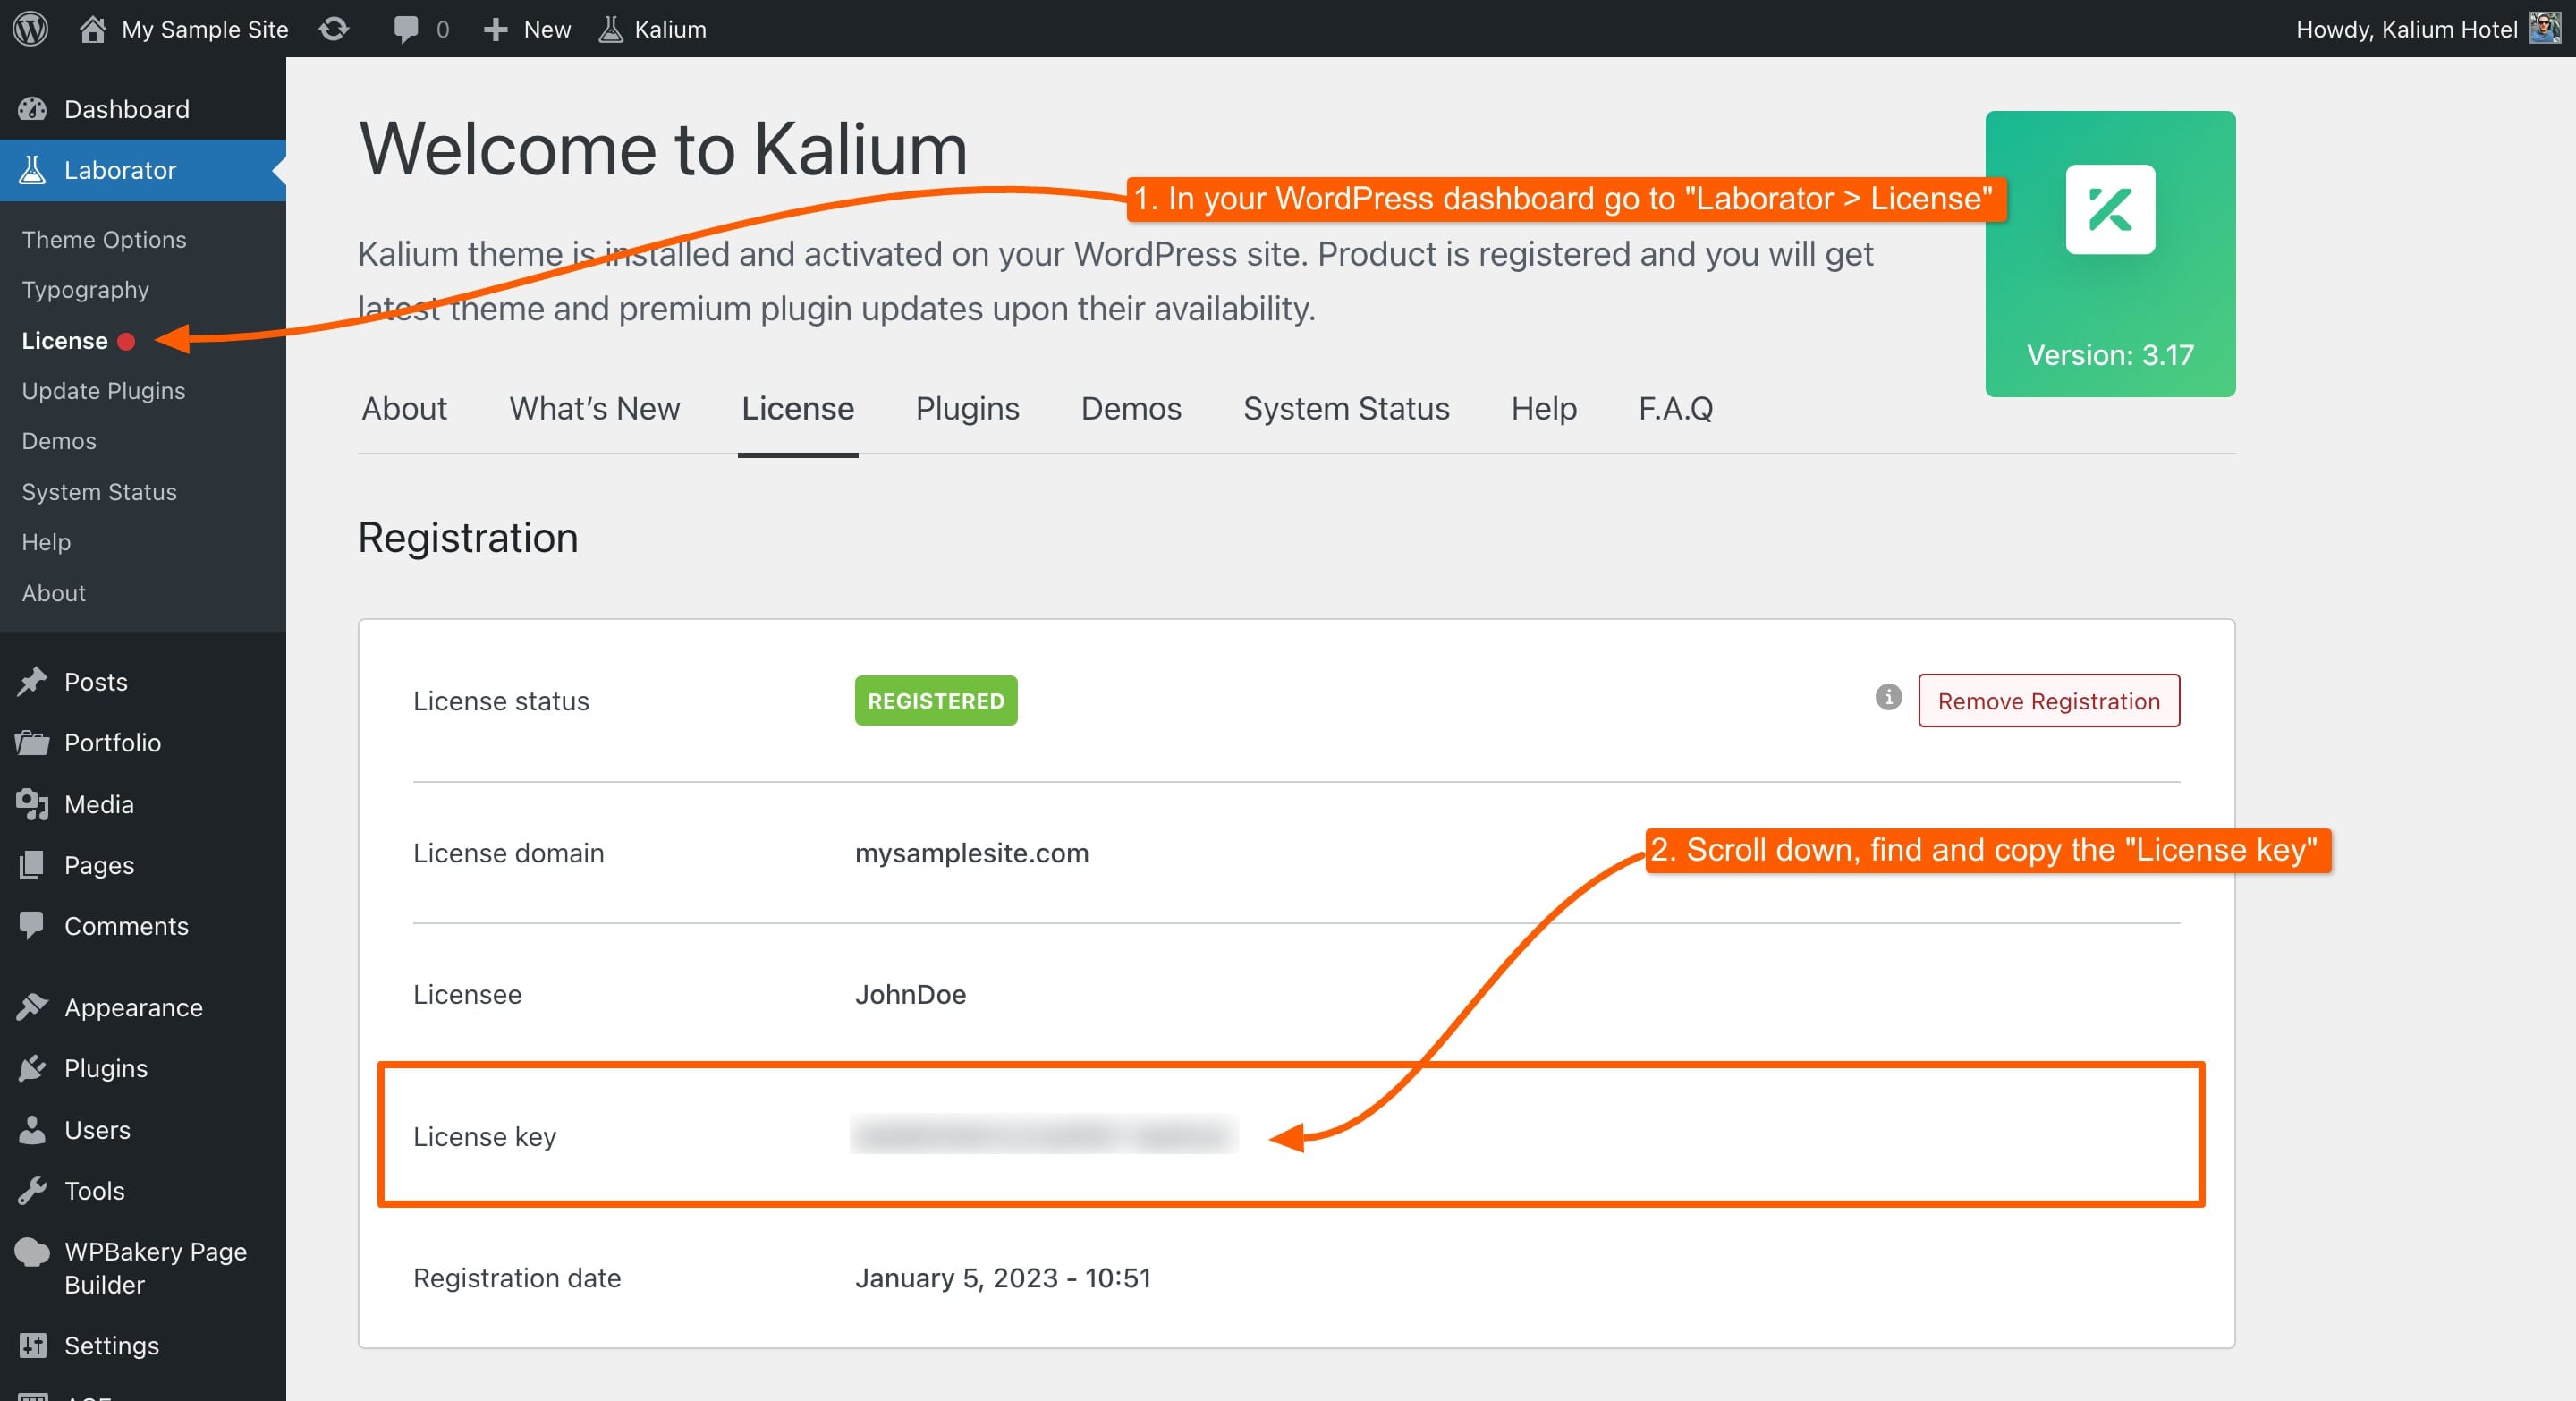 My Sample Site
0
New
Kalium
Howdy, Kalium Hotel
Dashboard
Laborator
Theme Options
Typography
License
Update Plugins
Demos
System Status
Help
About
Posts
Portfolio
Media
Pages
Comments
Appearance
Plugins
Users
Tools
WPBakery Page
Builder
Settings
Welcome to Kalium
1. In your WordPress dashboard go to "Laborator > License"
Kalium theme is installed and activated on your WordPress site. Product is registered and you will get
latest theme and premium plugin updates upon their availability.
Version: 3.17
About What's New License Plugins Demos System Status Help F.A.Q
Registration
License status REGISTERED Remove Registration
License domain mysamplesite.com
2. Scroll down, find and copy the "License key"
Licensee JohnDoe
License key
Registration date January 5, 2023 - 10:51